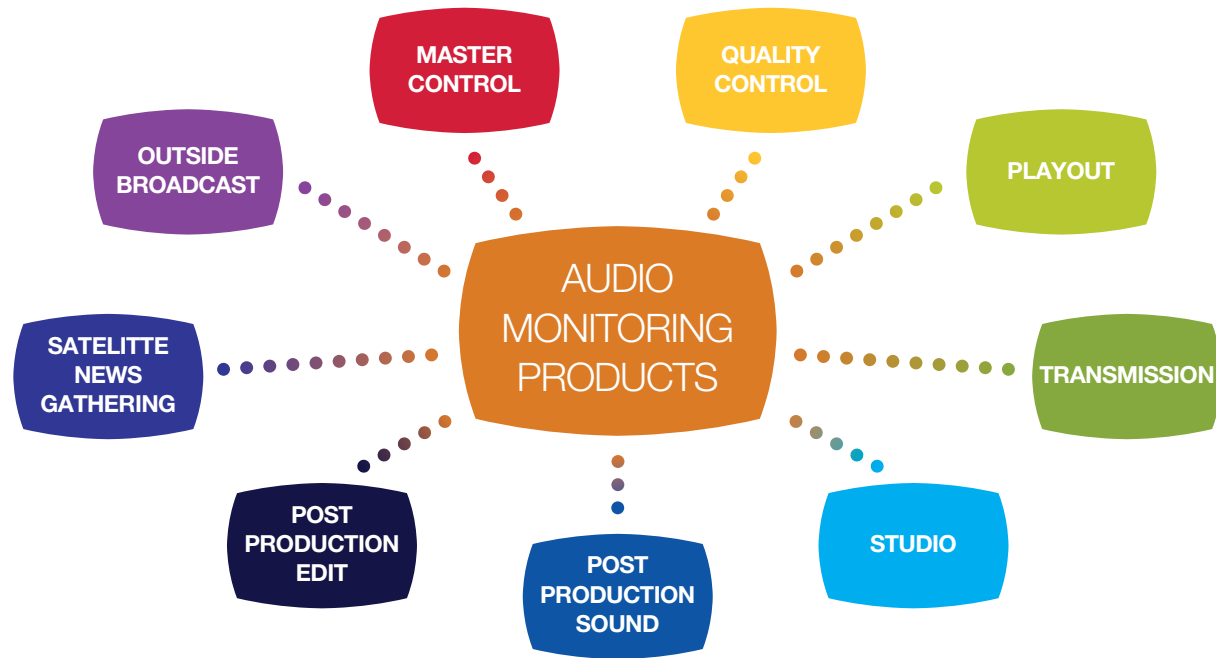 MASTER
CONTROL
QUALITY
CONTROL
OUTSIDE
BROADCAST
PLAYOUT
AUDIO
MONITORING
PRODUCTS
SATELITTE
NEWS
GATHERING
TRANSMISSION
POST
PRODUCTION
EDIT
POST
PRODUCTION
SOUND
STUDIO